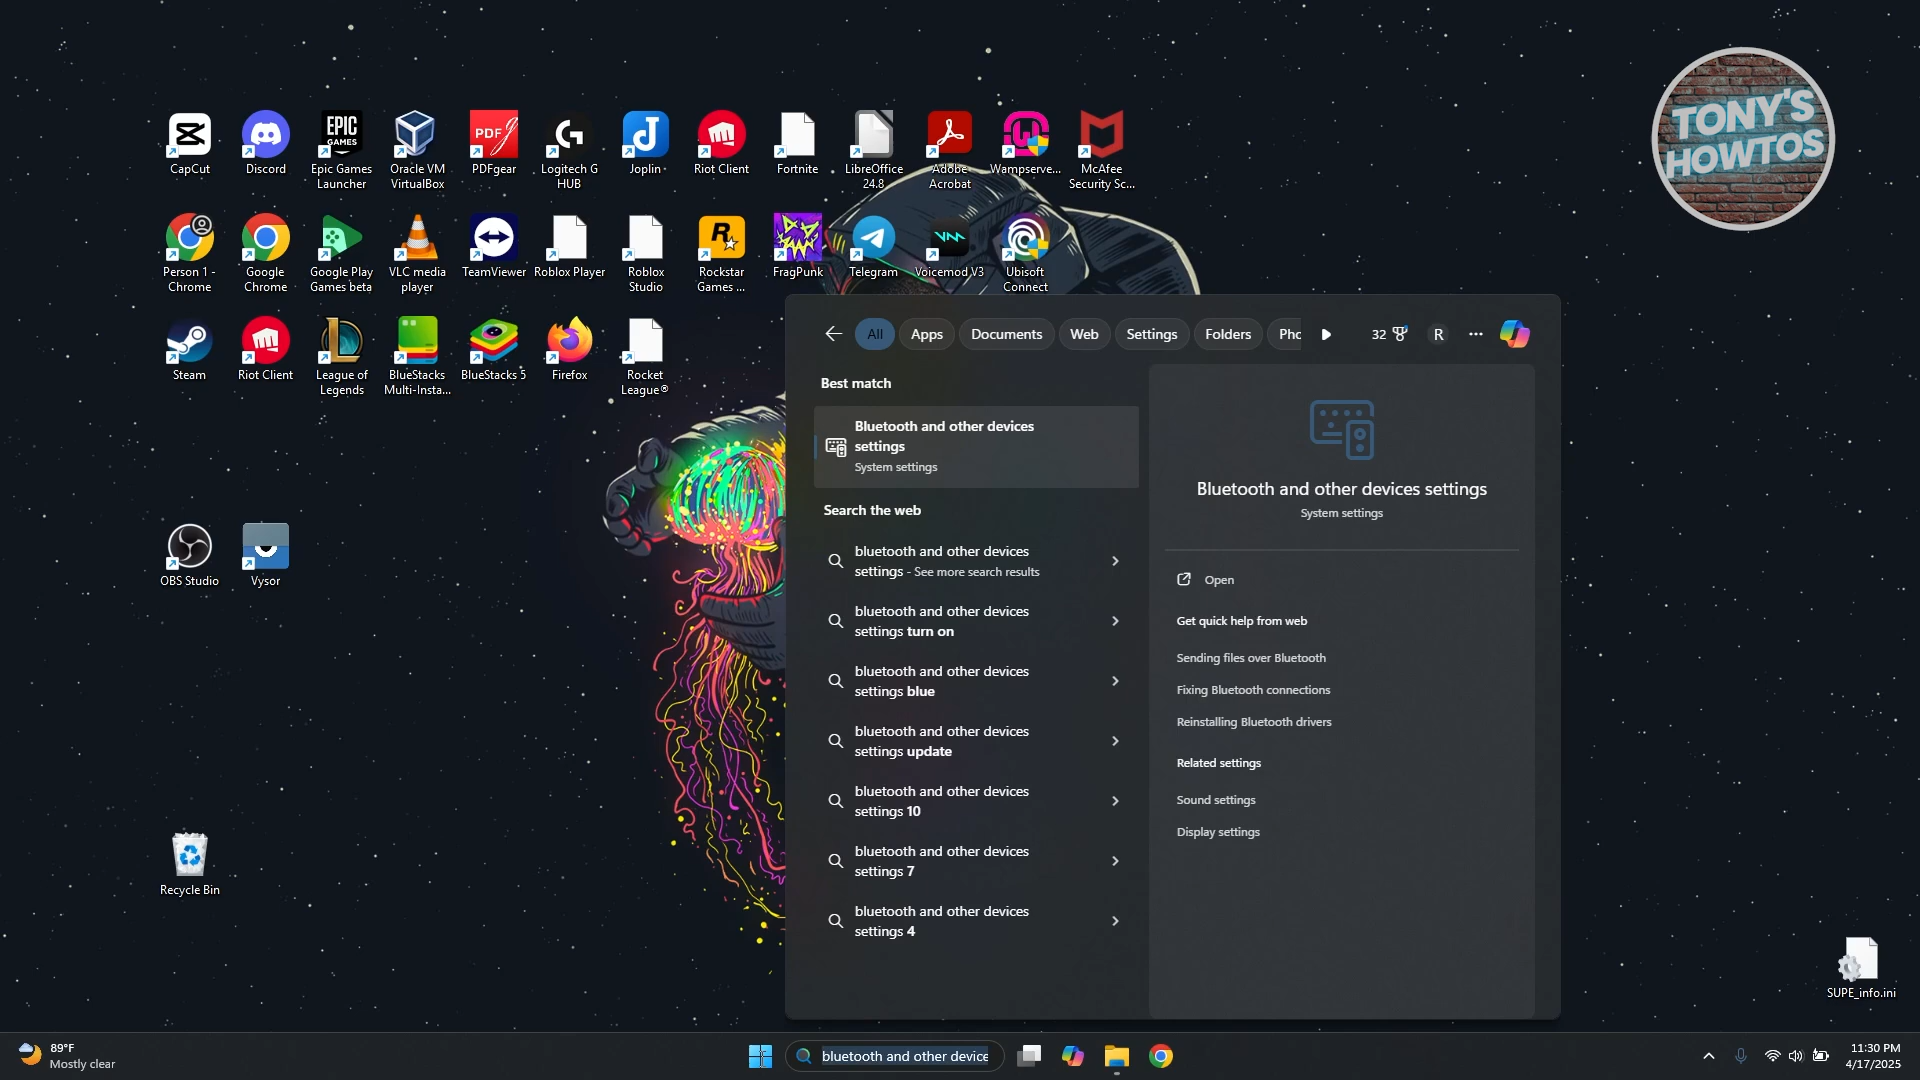 TONY'S
HOWTOS
CapCut
Discord
Epic Games
Launcher
Oracle VM
VirtualBox
PDFgear
Logitech G
HUB
Joplin
Riot Client
Fortnite
LibreOffice
24.8
Adobe
Acrobat
Wampserve...
McAfee
Security Sc...
EPIC
GAMES
PDF
Person 1 -
Chrome
Google
Chrome
Google Play
Games beta
VLC media
player
TeamViewer
Roblox Player
Roblox
Studio
Rockstar
Games ...
FragPunk
Telegram
Voicemod V3
Ubisoft
Connect
Steam
Riot Client
League of
Legends
BlueStacks
Multi-Insta...
BlueStacks 5
Firefox
Rocket
League®
OBS Studio
Vysor
Recycle Bin
All
Apps
Documents
Web
Settings
Folders
Pho
32
R
Best match
Bluetooth and other devices
settings
System settings
Search the web
bluetooth and other devices
settings - See more search results
bluetooth and other devices
settings turn on
bluetooth and other devices
settings blue
bluetooth and other devices
settings update
bluetooth and other devices
settings 10
bluetooth and other devices
settings 7
bluetooth and other devices
settings 4
Bluetooth and other devices settings
System settings
Open
Get quick help from web
Sending files over Bluetooth
Fixing Bluetooth connections
Reinstalling Bluetooth drivers
Related settings
Sound settings
Display settings
SUPE_info.ini
89°F
Mostly clear
bluetooth and other device
11:30 PM
4/17/2025